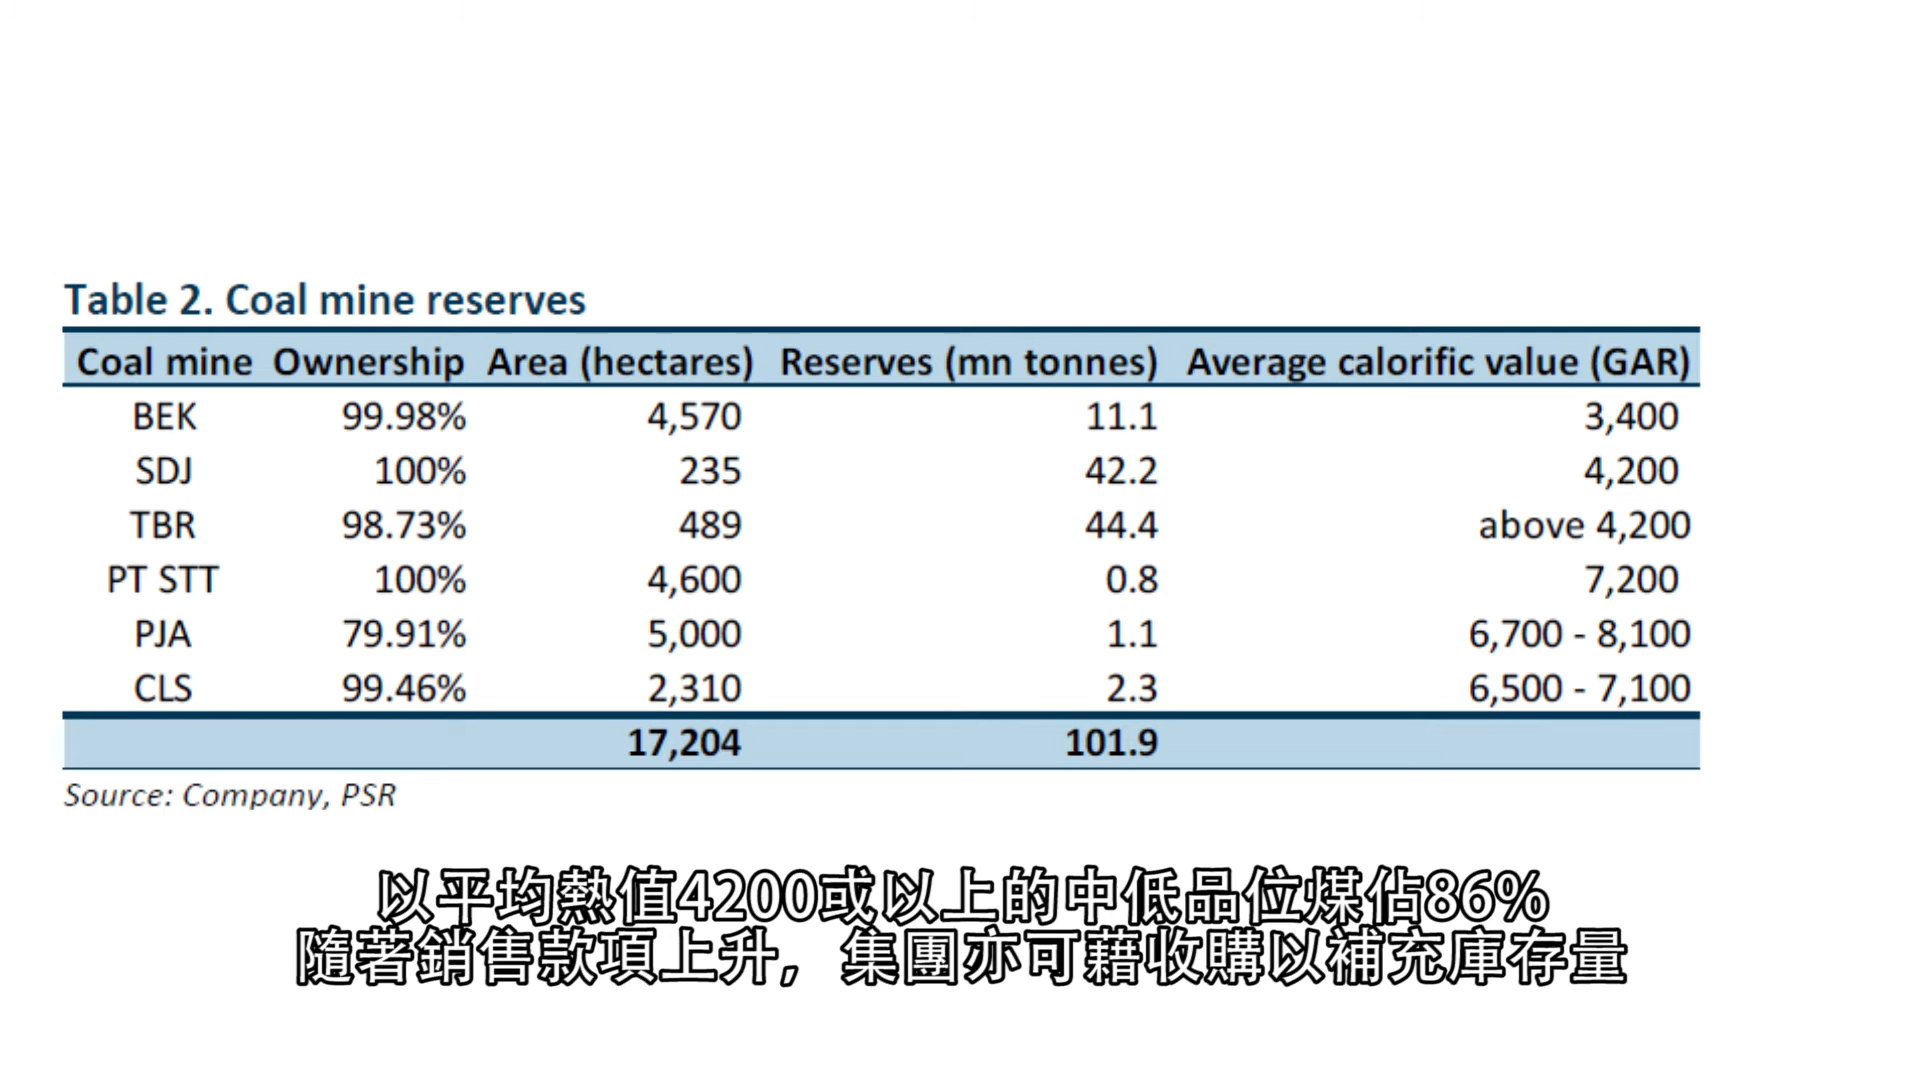 Table 2. Coal mine reserves
Coal mine Ownership Area (hectares) Reserves (mn tonnes) Average calorific value (GAR)
BEK 99.98% 4,570 11.1 3,400
SDJ 100% 235 42.2 4,200
TBR 98.73% 489 44.4 above 4,200
PT STT 100% 4,600 0.8 7,200
PJA 79.91% 5,000 1.1 6,700 - 8,100
CLS 99.46% 2,310 2.3 6,500 - 7,100
17,204 101.9
Source: Company, PSR
以平均熱值4200或以上的中低品位煤佔86%
隨著銷售款項上升，集團亦可藉收購以補充庫存量